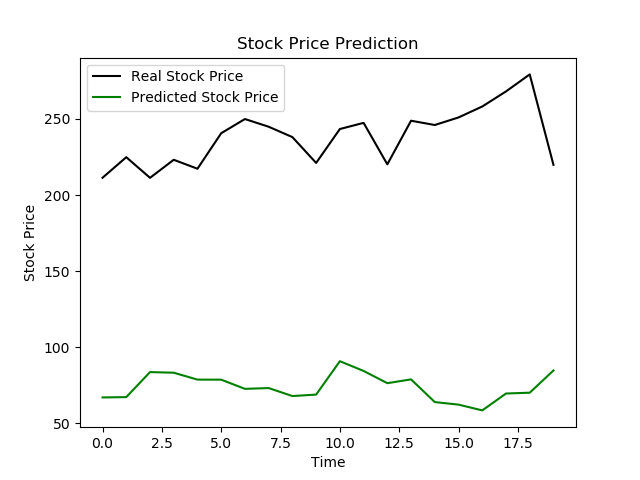 Stock Price Prediction
Real Stock Price
Predicted Stock Price
Stock Price
250
200
150
100
50
0.0 2.5 5.0 7.5 10.0 12.5 15.0 17.5
Time